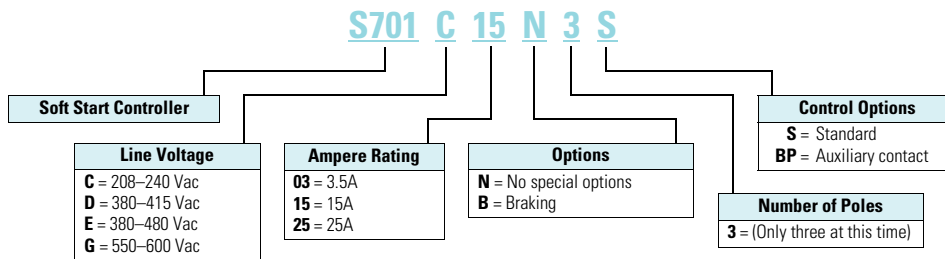 S701 C 15 N 3 S
Soft Start Controller
Line Voltage
C = 208–240 Vac
D = 380–415 Vac
E = 380–480 Vac
G = 550–600 Vac
Ampere Rating
03 = 3.5A
15 = 15A
25 = 25A
Options
N = No special options
B = Braking
Number of Poles
3 = (Only three at this time)
Control Options
S = Standard
BP = Auxiliary contact